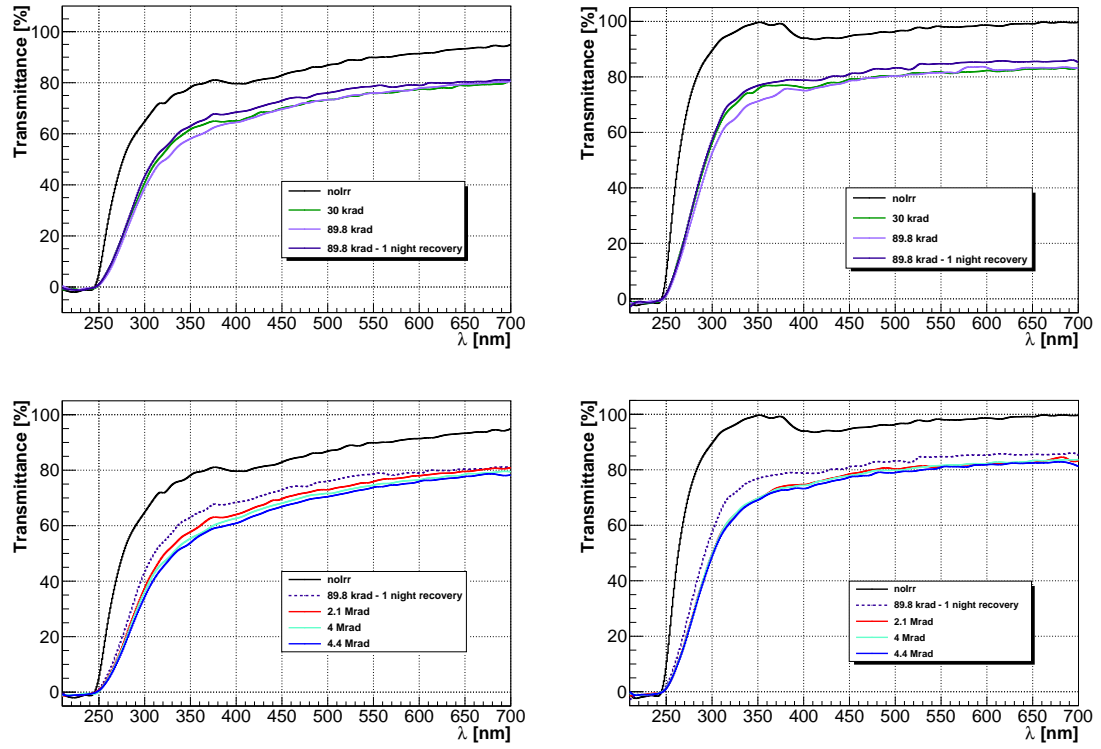 Transmittance [%]
100
80
60
40
20
0
noIrr
30 krad
89.8 krad
89.8 krad - 1 night recovery
250 300 350 400 450 500 550 600 650 700
λ [nm]
Transmittance [%]
100
80
60
40
20
0
noIrr
30 krad
89.8 krad
89.8 krad - 1 night recovery
250 300 350 400 450 500 550 600 650 700
λ [nm]
Transmittance [%]
100
80
60
40
20
0
noIrr
89.8 krad - 1 night recovery
2.1 Mrad
4 Mrad
4.4 Mrad
250 300 350 400 450 500 550 600 650 700
λ [nm]
Transmittance [%]
100
80
60
40
20
0
noIrr
89.8 krad - 1 night recovery
2.1 Mrad
4 Mrad
4.4 Mrad
250 300 350 400 450 500 550 600 650 700
λ [nm]